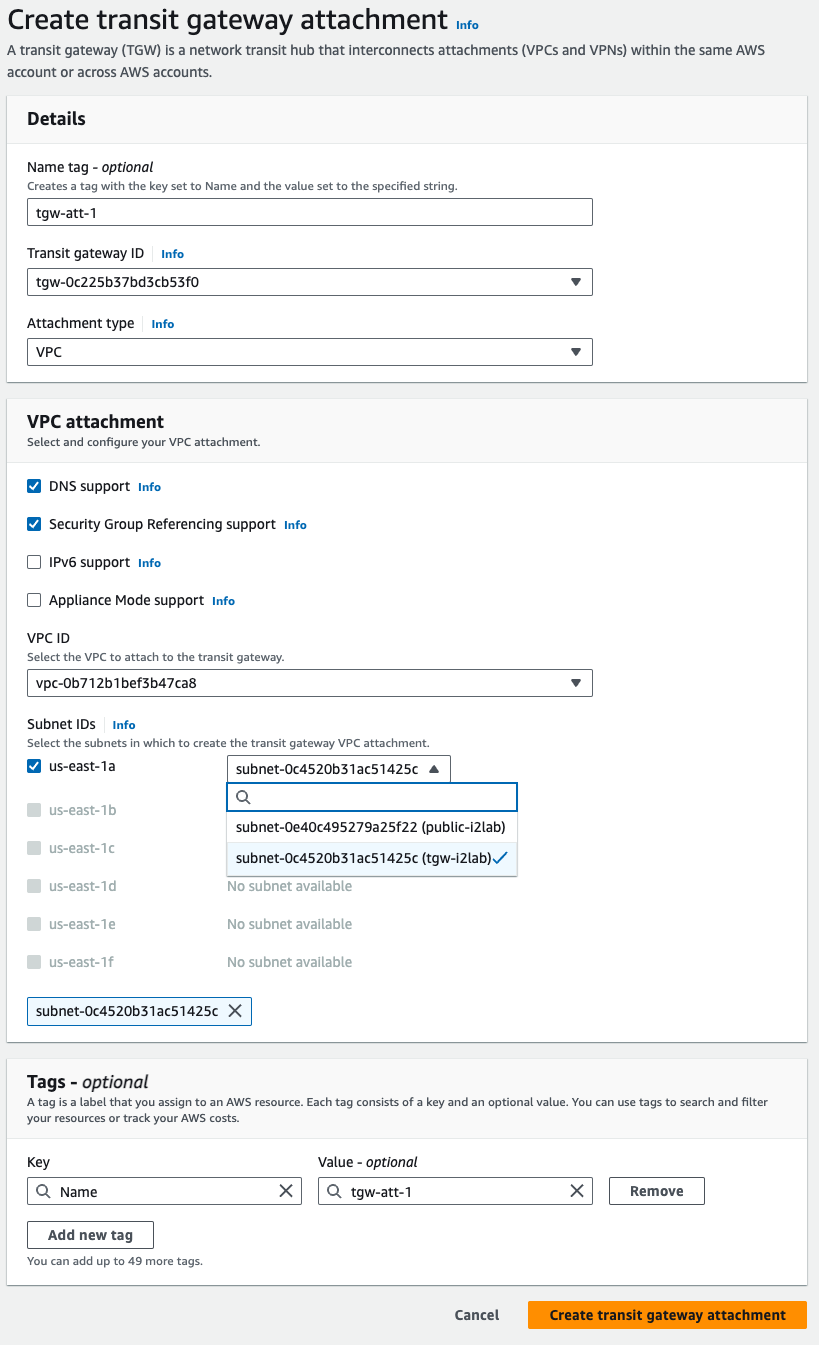 Create transit gateway attachment Info
A transit gateway (TGW) is a network transit hub that interconnects attachments (VPCs and VPNs) within the same AWS
account or across AWS accounts.
Details
Name tag - optional
Creates a tag with the key set to Name and the value set to the specified string.
tgw-att-1
Transit gateway ID Info
tgw-0c225b37bd3cb53f0
Attachment type Info
VPC
VPC attachment
Select and configure your VPC attachment.
DNS support Info
Security Group Referencing support Info
IPv6 support Info
Appliance Mode support Info
VPC ID
Select the VPC to attach to the transit gateway.
vpc-0b712b1bef3b47ca8
Subnet IDs Info
Select the subnets in which to create the transit gateway VPC attachment.
us-east-1a subnet-0c4520b31ac51425c
us-east-1b subnet-0e40c495279a25f22 (public-i2lab)
us-east-1c subnet-0c4520b31ac51425c (tgw-i2lab)
us-east-1d No subnet available
us-east-1e No subnet available
us-east-1f No subnet available
subnet-0c4520b31ac51425c
Tags - optional
A tag is a label that you assign to an AWS resource. Each tag consists of a key and an optional value. You can use tags to search and filter
your resources or track your AWS costs.
Key Value - optional
Name tgw-att-1 Remove
Add new tag
You can add up to 49 more tags.
Cancel Create transit gateway attachment